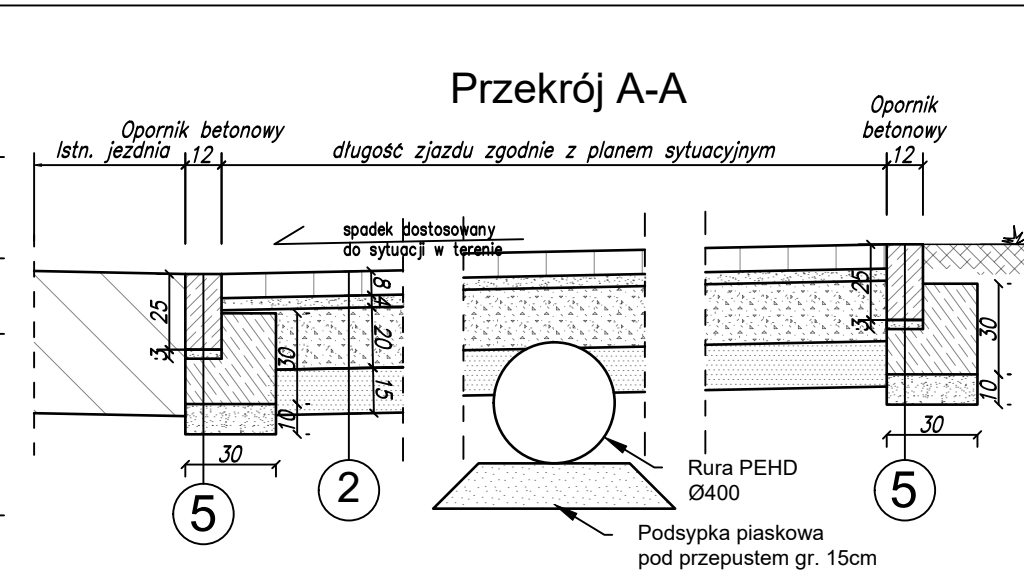 Przekrój A-A
Opornik betonowy
Opornik
betonowy
Istn. jezdnia
12
długość zjazdu zgodnie z planem sytuacyjnym
12
spadek dostosowany
do sytuacji w terenie
25
3
8
4
20
15
30
10
30
25
3
30
10
30
5
2
5
Rura PEHD
Ø400
Podsypka piaskowa
pod przepustem gr. 15cm